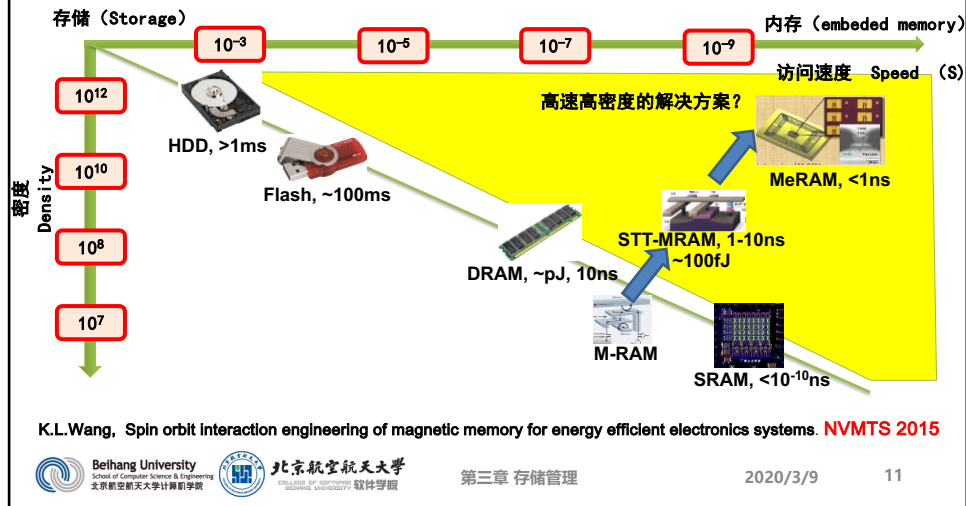 存储（Storage）
内存（embeded memory）
10⁻³
10⁻⁵
10⁻⁷
10⁻⁹
访问速度 Speed （S）
10¹²
10¹⁰
10⁸
10⁷
密度
Density
高速高密度的解决方案？
HDD, >1ms
Flash, ~100ms
MeRAM, <1ns
STT-MRAM, 1-10ns
~100fJ
DRAM, ~pJ, 10ns
M-RAM
SRAM, <10⁻¹⁰ns
K.L.Wang, Spin orbit interaction engineering of magnetic memory for energy efficient electronics systems. NVMTS 2015
Beihang University
School of Computer Science & Engineering
北京航空航天大学计算机学院
北京航空航天大学
COLLEGE OF SOFTWARE
BEIHANG UNIVERSITY
软件学院
第三章 存储管理
2020/3/9
11